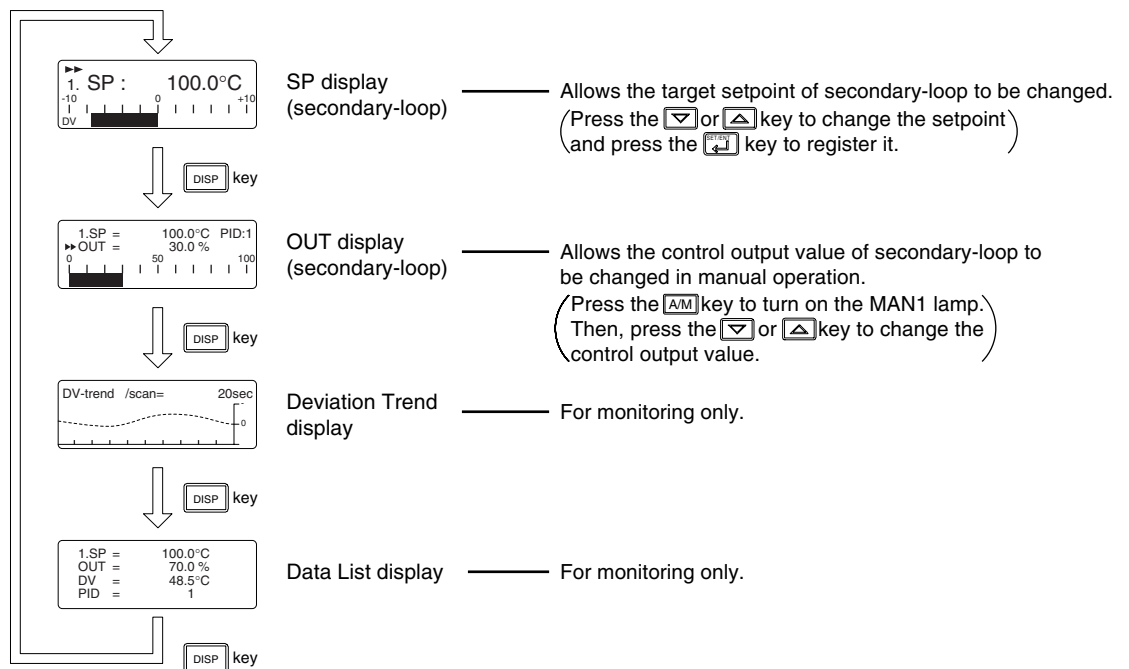 ▶▶
1. SP : 100.0°C
-10 0 +10
DV
SP display
(secondary-loop)
Allows the target setpoint of secondary-loop to be changed.
(Press the ▽ or △ key to change the setpoint
and press the SET/ENT key to register it.)
DISP key
1.SP = 100.0°C PID:1
▶▶OUT = 30.0 %
0 50 100
OUT display
(secondary-loop)
Allows the control output value of secondary-loop to
be changed in manual operation.
(Press the A/M key to turn on the MAN1 lamp.
Then, press the ▽ or △ key to change the
control output value.)
DISP key
DV-trend /scan= 20sec
0
Deviation Trend
display
For monitoring only.
DISP key
1.SP = 100.0°C
OUT = 70.0 %
DV = 48.5°C
PID = 1
Data List display
For monitoring only.
DISP key